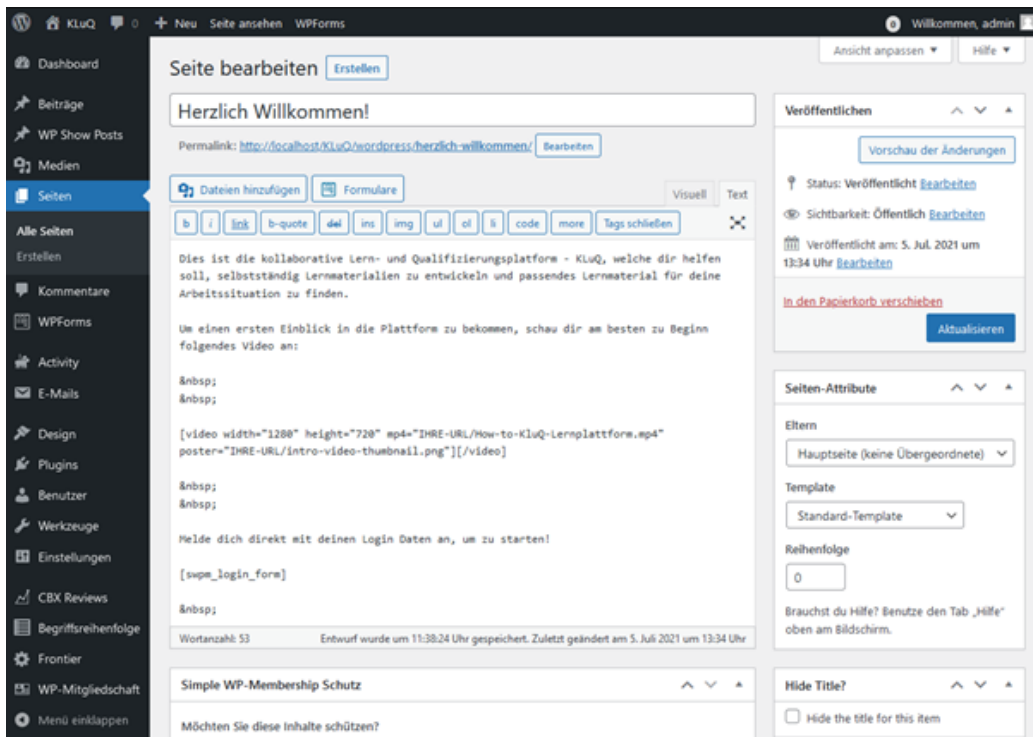 KLuQ 0 + Neu Seite ansehen WPForms 0 Willkommen, admin
Dashboard
Beiträge
WP Show Posts
Medien
Seiten
Alle Seiten
Erstellen
Kommentare
WPForms
Activity
E-Mails
Design
Plugins
Benutzer
Werkzeuge
Einstellungen
CBX Reviews
Begriffsreihenfolge
Frontier
WP-Mitgliedschaft
Menü einklappen
Ansicht anpassen Hilfe
Seite bearbeiten Erstellen
Herzlich Willkommen!
Permalink: http://localhost/KLuQ/wordpress/herzlich-willkommen/ Bearbeiten
Dateien hinzufügen Formulare
Visuell Text
b i link b-quote del ins img ul ol li code more Tags schließen
Dies ist die kollaborative Lern- und Qualifizierungsplatform - KLuQ, welche dir helfen
soll, selbstständig Lernmaterialien zu entwickeln und passendes Lernmaterial für deine
Arbeitssituation zu finden.
Um einen ersten Einblick in die Plattform zu bekommen, schau dir am besten zu Beginn
folgendes Video an:
&nbsp;
&nbsp;
[video width="1280" height="720" mp4="IHRE-URL/How-to-KluQ-Lernplattform.mp4"
poster="IHRE-URL/intro-video-thumbnail.png"][/video]
&nbsp;
&nbsp;
Melde dich direkt mit deinen Login Daten an, um zu starten!
[swpm_login_form]
&nbsp;
Wortanzahl: 53 Entwurf wurde um 11:38:24 Uhr gespeichert. Zuletzt geändert am 5. Juli 2021 um 13:34 Uhr
Simple WP-Membership Schutz
Möchten Sie diese Inhalte schützen?
Veröffentlichen
Vorschau der Änderungen
Status: Veröffentlicht Bearbeiten
Sichtbarkeit: Öffentlich Bearbeiten
Veröffentlicht am: 5. Jul. 2021 um
13:34 Uhr Bearbeiten
In den Papierkorb verschieben
Aktualisieren
Seiten-Attribute
Eltern
Hauptseite (keine Übergeordnete)
Template
Standard-Template
Reihenfolge
0
Brauchst du Hilfe? Benutze den Tab „Hilfe“
oben am Bildschirm.
Hide Title?
Hide the title for this item